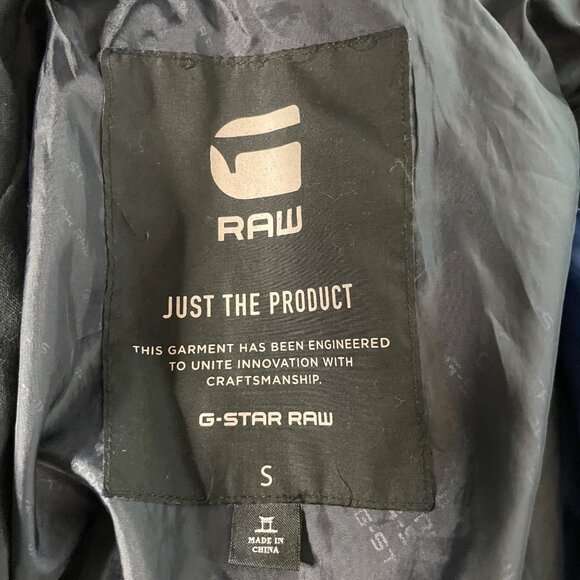 RAW
JUST THE PRODUCT
THIS GARMENT HAS BEEN ENGINEERED
TO UNITE INNOVATION WITH
CRAFTSMANSHIP.
G-STAR RAW
S
MADE IN
CHINA